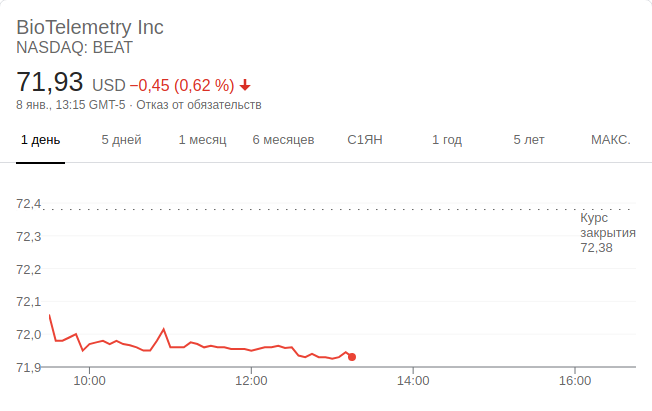 BioTelemetry Inc
NASDAQ: BEAT
71,93 USD −0,45 (0,62 %)
8 янв., 13:15 GMT-5 · Отказ от обязательств
1 день 5 дней 1 месяц 6 месяцев С1ЯН 1 год 5 лет МАКС.
72,4
Курс
72,3 закрытия
72,38
72,2
72,1
72,0
71,9
10:00 12:00 14:00 16:00